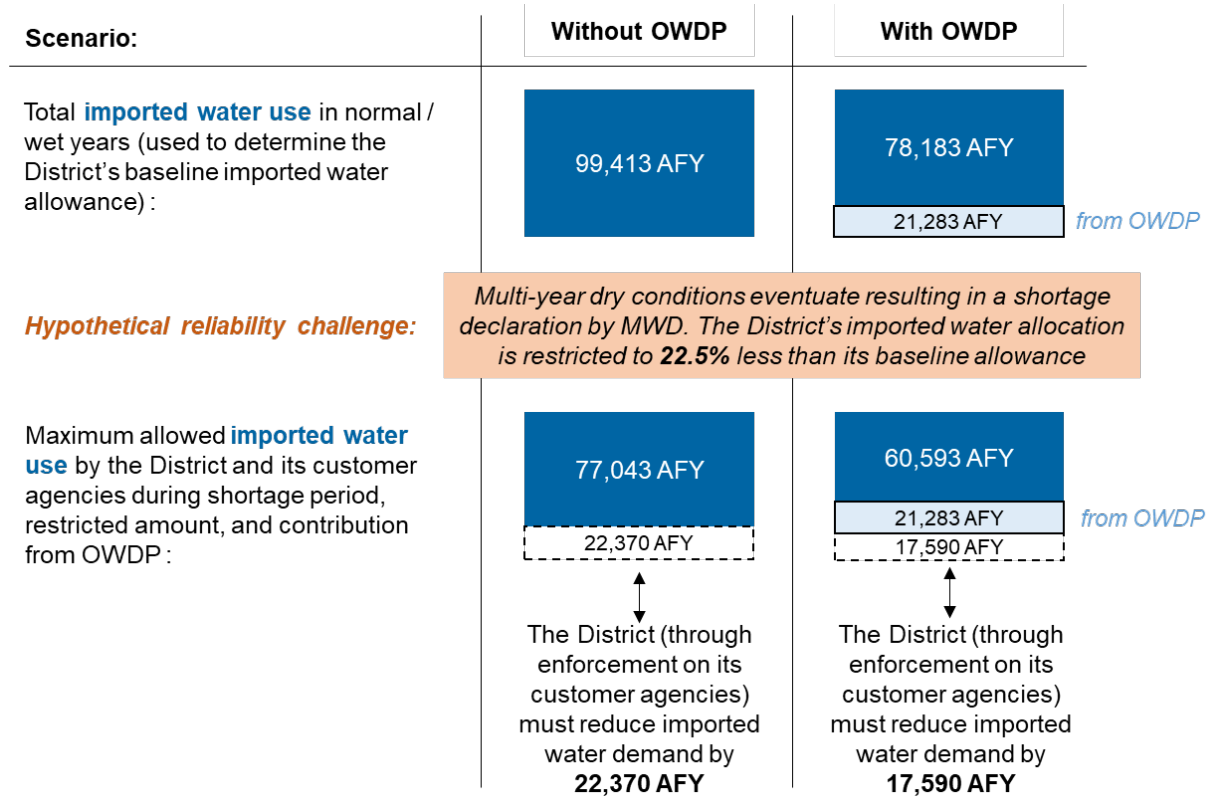 Scenario:
Without OWDP
With OWDP
Total imported water use in normal /
wet years (used to determine the
District's baseline imported water
allowance) :
99,413 AFY
78,183 AFY
21,283 AFY
from OWDP
Hypothetical reliability challenge:
Multi-year dry conditions eventuate resulting in a shortage
declaration by MWD. The District's imported water allocation
is restricted to 22.5% less than its baseline allowance
Maximum allowed imported water
use by the District and its customer
agencies during shortage period,
restricted amount, and contribution
from OWDP :
77,043 AFY
22,370 AFY
60,593 AFY
21,283 AFY
from OWDP
17,590 AFY
The District (through
enforcement on its
customer agencies)
must reduce imported
water demand by
22,370 AFY
The District (through
enforcement on its
customer agencies)
must reduce imported
water demand by
17,590 AFY